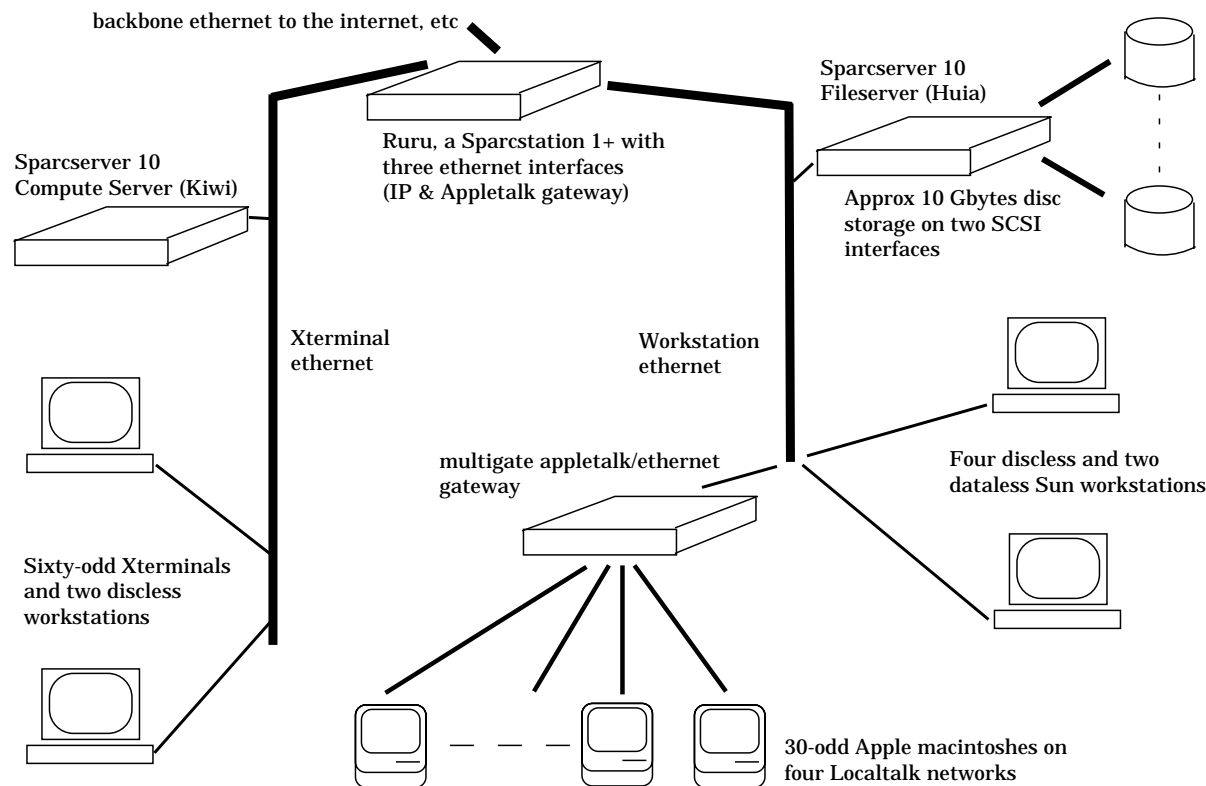 backbone ethernet to the internet, etc
Sparcserver 10
Fileserver (Huia)
Ruru, a Sparcstation 1+ with
three ethernet interfaces
(IP & Appletalk gateway)
Sparcserver 10
Compute Server (Kiwi)
Approx 10 Gbytes disc
storage on two SCSI
interfaces
Xterminal
ethernet
Workstation
ethernet
multigate appletalk/ethernet
gateway
Four discless and two
dataless Sun workstations
Sixty-odd Xterminals
and two discless
workstations
30-odd Apple macintoshes on
four Localtalk networks